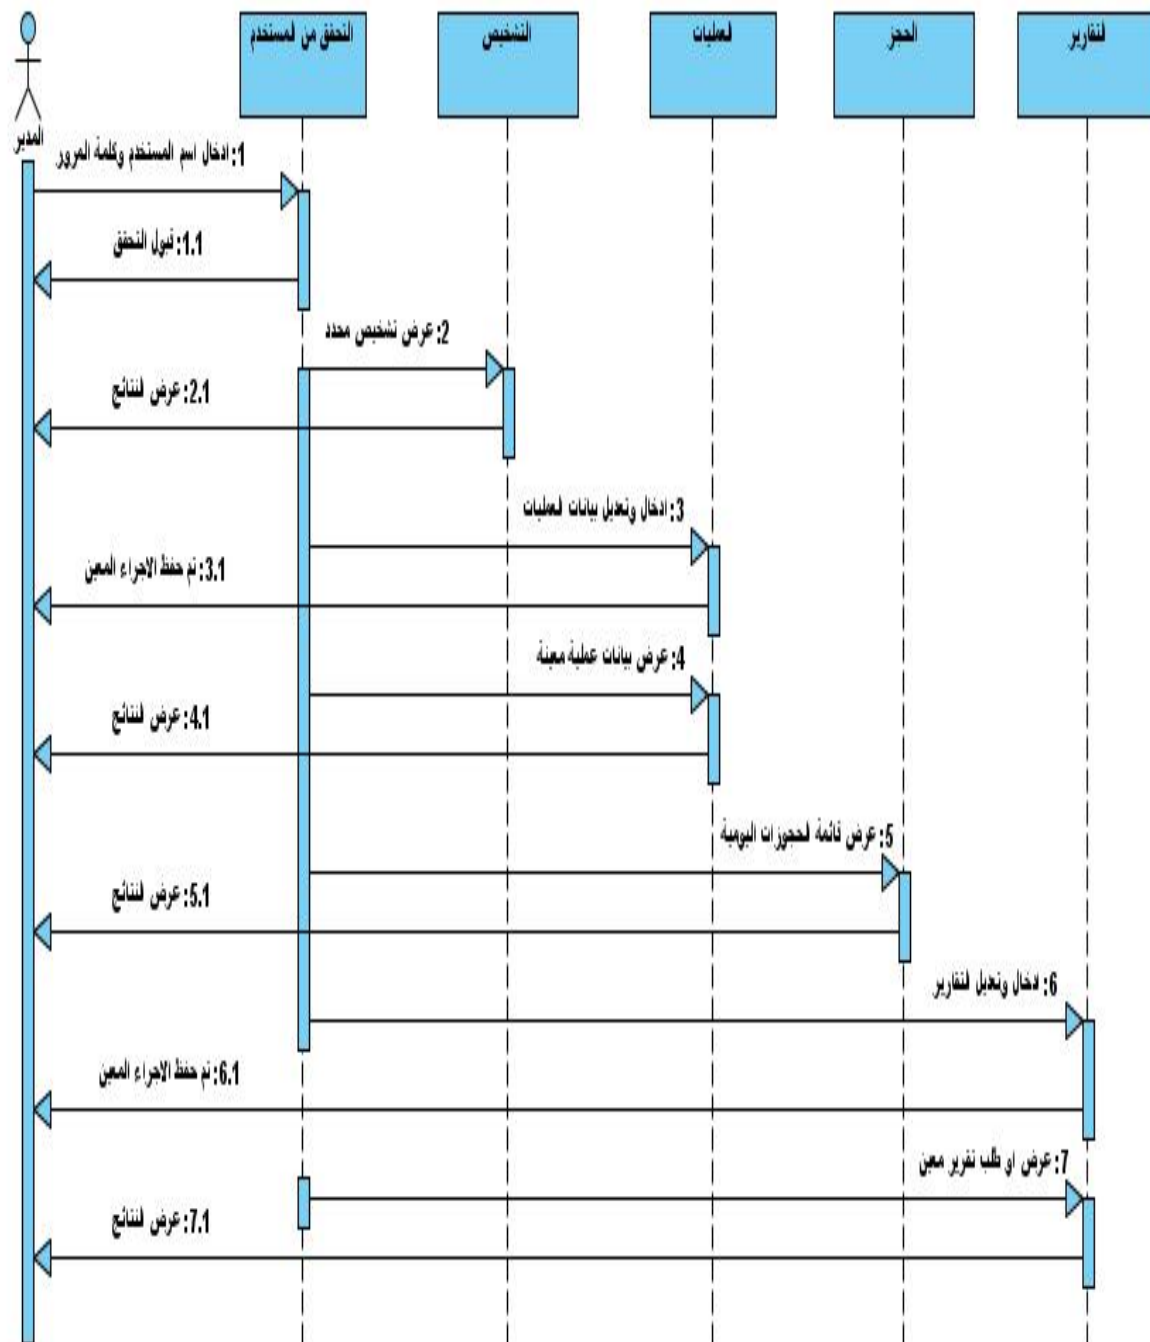 التحقق من المستخدم
التشخيص
العمليات
الحجز
التقارير
المدير
1: ادخال اسم المستخدم وكلمة المرور
1.1: قبول التحقق
2: عرض تشخيص محدد
2.1: عرض النتائج
3: ادخال وتعديل بيانات العمليات
3.1: تم حفظ الاجراء المعين
4: عرض بيانات عملية معينة
4.1: عرض النتائج
5: عرض قائمة الحجوزات اليومية
5.1: عرض النتائج
6: ادخال وتعديل التقارير
6.1: تم حفظ الاجراء المعين
7: عرض او طلب تقرير معين
7.1: عرض النتائج